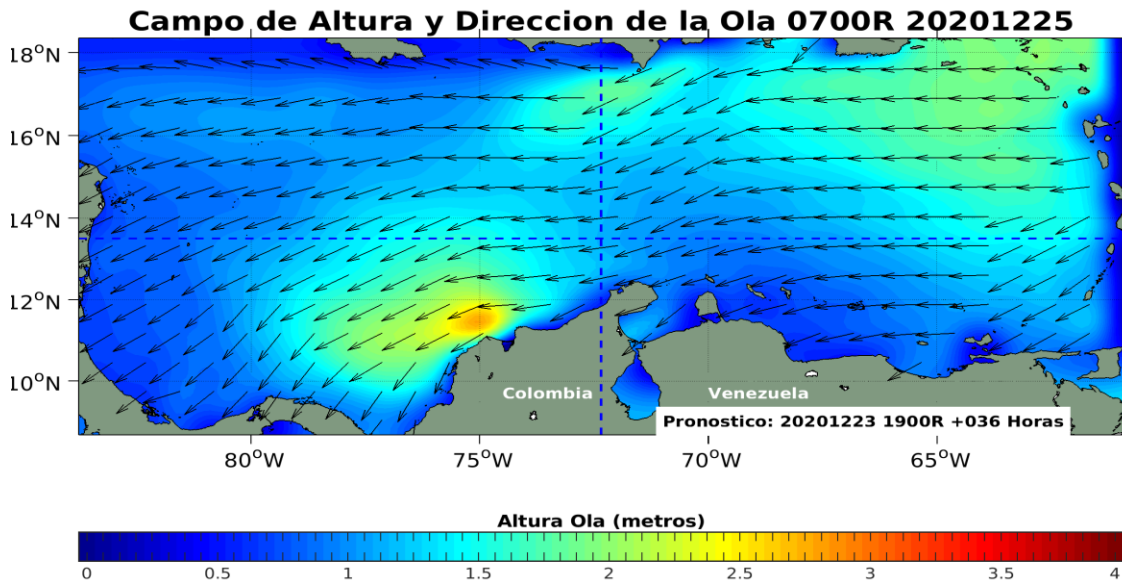 Campo de Altura y Direccion de la Ola 0700R 20201225
18°N
16°N
14°N
12°N
10°N
Colombia
Venezuela
Pronostico: 20201223 1900R +036 Horas
80°W 75°W 70°W 65°W
Altura Ola (metros)
0 0.5 1 1.5 2 2.5 3 3.5 4